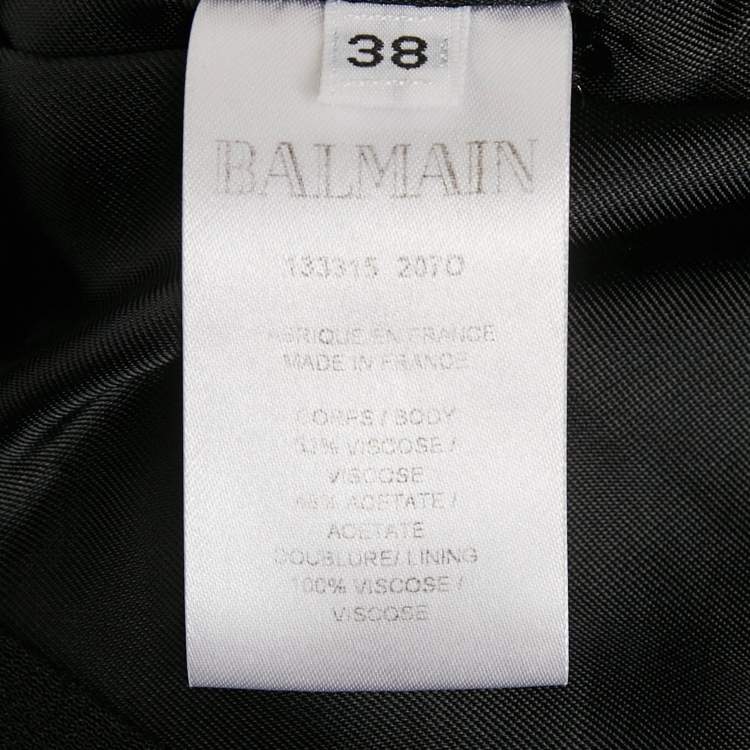 38
BALMAIN
133315 207O
FABRIQUE EN FRANCE
MADE IN FRANCE
CORPS / BODY
VISCOSE /
VISCOSE
ACETATE /
ACETATE
DOUBLURE/ LINING
100% VISCOSE /
VISCOSE